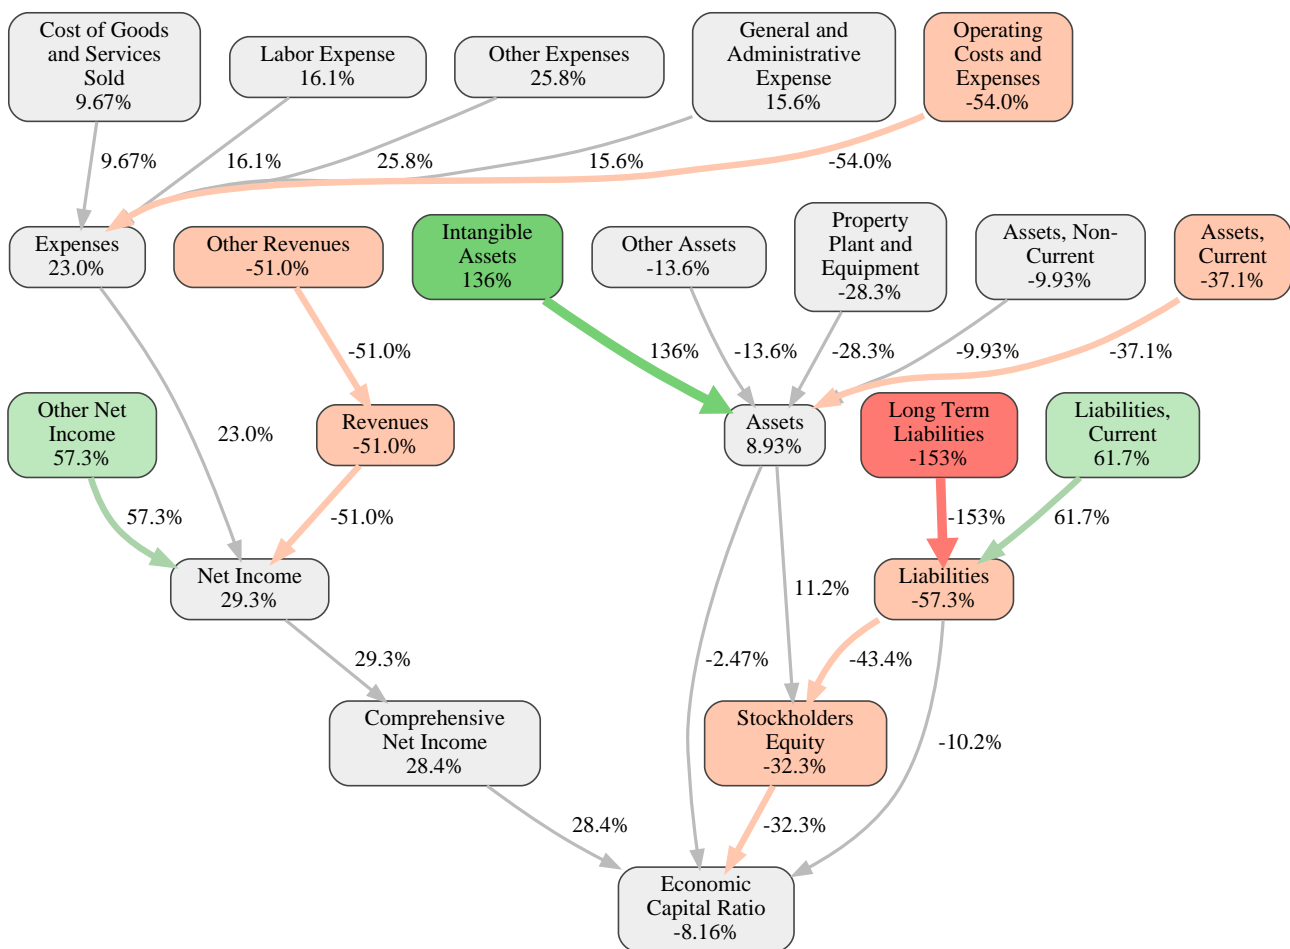 Cost of Goods
and Services
Sold
9.67%
Labor Expense
16.1%
Other Expenses
25.8%
General and
Administrative
Expense
15.6%
Operating
Costs and
Expenses
-54.0%
9.67%
16.1%
25.8%
15.6%
-54.0%
Expenses
23.0%
Other Revenues
-51.0%
Intangible
Assets
136%
Other Assets
-13.6%
Property
Plant and
Equipment
-28.3%
Assets, Non-
Current
-9.93%
Assets,
Current
-37.1%
-51.0%
136%
-13.6%
-28.3%
-9.93%
-37.1%
Other Net
Income
57.3%
23.0%
Revenues
-51.0%
Assets
8.93%
Long Term
Liabilities
-153%
Liabilities,
Current
61.7%
57.3%
-51.0%
-153%
61.7%
Net Income
29.3%
11.2%
Liabilities
-57.3%
29.3%
-2.47%
-43.4%
Comprehensive
Net Income
28.4%
Stockholders
Equity
-32.3%
-10.2%
28.4%
-32.3%
Economic
Capital Ratio
-8.16%